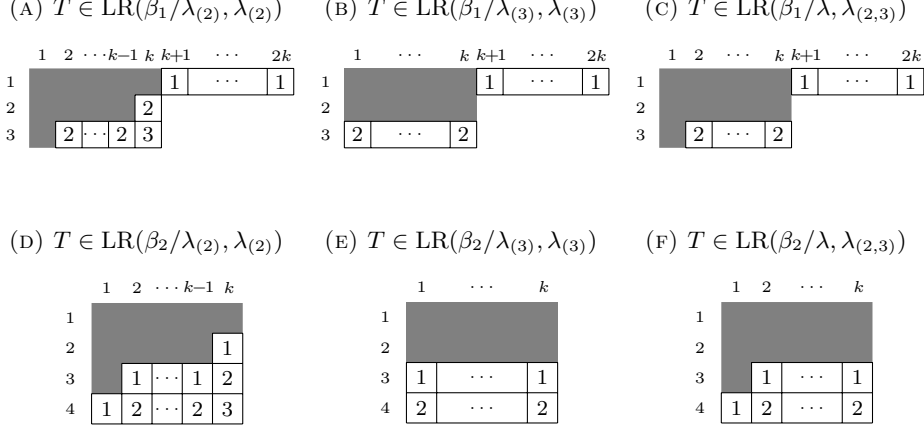 (A) T ∈ LR(β₁/λ₍₂₎, λ₍₂₎) (B) T ∈ LR(β₁/λ₍₃₎, λ₍₃₎) (C) T ∈ LR(β₁/λ, λ₍₂,₃₎)
1 2 ··· k−1 k k+1 ··· 2k 1 ··· k k+1 ··· 2k 1 2 ··· k k+1 ··· 2k
1 1 ··· 1 1 1 ··· 1 1 1 ··· 1
2 2 2 2
3 2 ··· 2 3 3 2 ··· 2 3 2 ··· 2
(D) T ∈ LR(β₂/λ₍₂₎, λ₍₂₎) (E) T ∈ LR(β₂/λ₍₃₎, λ₍₃₎) (F) T ∈ LR(β₂/λ, λ₍₂,₃₎)
1 2 ··· k−1 k 1 ··· k 1 2 ··· k
1 1 1
2 1 2 2
3 1 ··· 1 2 3 1 ··· 1 3 1 ··· 1
4 1 2 ··· 2 3 4 2 ··· 2 4 1 2 ··· 2